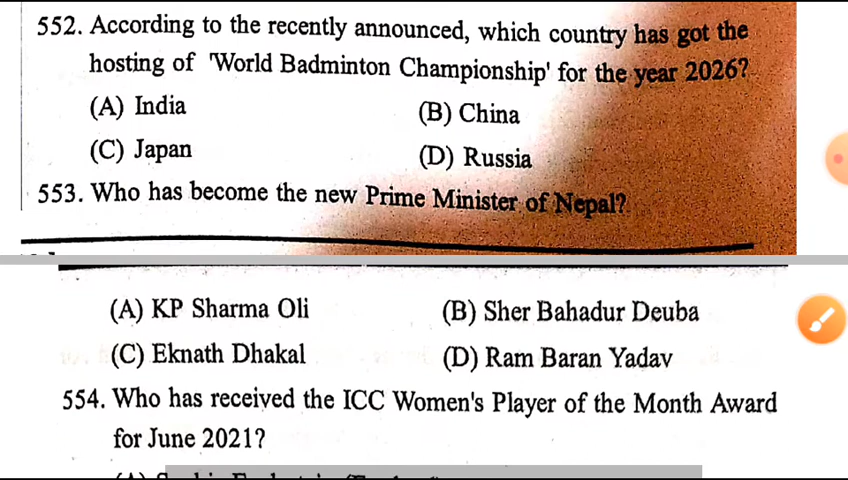 552. According to the recently announced, which country has got the
hosting of 'World Badminton Championship' for the year 2026?
(A) India (B) China
(C) Japan (D) Russia
553. Who has become the new Prime Minister of Nepal?
(A) KP Sharma Oli (B) Sher Bahadur Deuba
(C) Eknath Dhakal (D) Ram Baran Yadav
554. Who has received the ICC Women's Player of the Month Award
for June 2021?